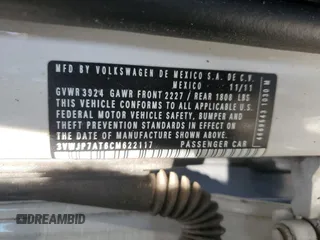 MFD BY VOLKSWAGEN DE MEXICO S.A. DE C.V.
MEXICO 11/11
GVWR 3924 GAWR FRONT 2227 / REAR 1808 LBS
THIS VEHICLE CONFORMS TO ALL APPLICABLE U.S.
FEDERAL MOTOR VEHICLE SAFETY, BUMPER AND
THEFT PREVENTION STANDARDS IN EFFECT ON
THE DATE OF MANUFACTURE SHOWN ABOVE.
3VWJP7AT8CM622117 PASSENGER CAR
DREAMBID